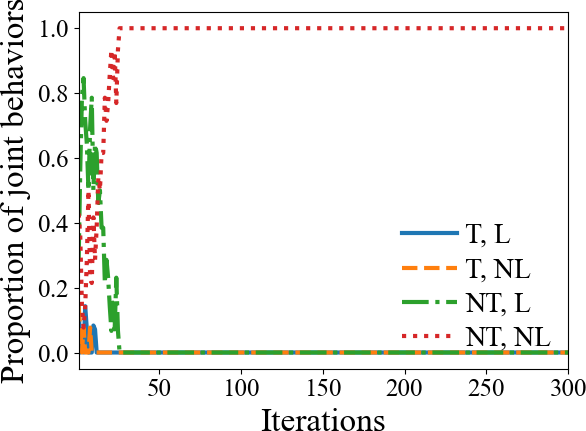 Proportion of joint behaviors
1.0
0.8
0.6
0.4
0.2
0.0
T, L
T, NL
NT, L
NT, NL
50 100 150 200 250 300
Iterations